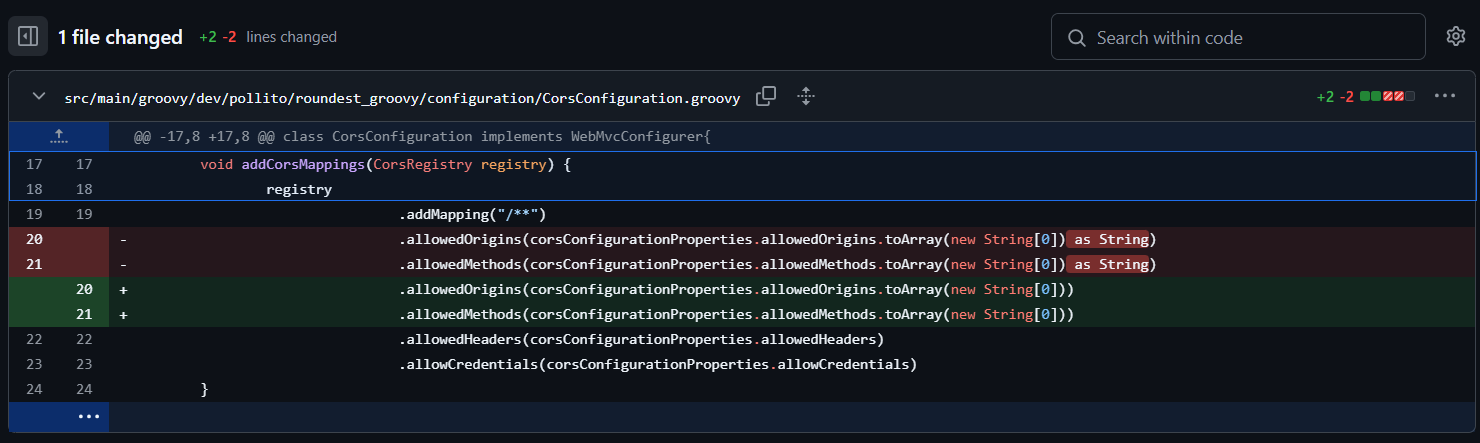 1 file changed +2 -2 lines changed Search within code
src/main/groovy/dev/pollito/roundest_groovy/configuration/CorsConfiguration.groovy +2 -2
@@ -17,8 +17,8 @@ class CorsConfiguration implements WebMvcConfigurer{
17 17 void addCorsMappings(CorsRegistry registry) {
18 18 registry
19 19 .addMapping("/**")
20 - .allowedOrigins(corsConfigurationProperties.allowedOrigins.toArray(new String[0]) as String)
21 - .allowedMethods(corsConfigurationProperties.allowedMethods.toArray(new String[0]) as String)
20 + .allowedOrigins(corsConfigurationProperties.allowedOrigins.toArray(new String[0]))
21 + .allowedMethods(corsConfigurationProperties.allowedMethods.toArray(new String[0]))
22 22 .allowedHeaders(corsConfigurationProperties.allowedHeaders)
23 23 .allowCredentials(corsConfigurationProperties.allowCredentials)
24 24 }